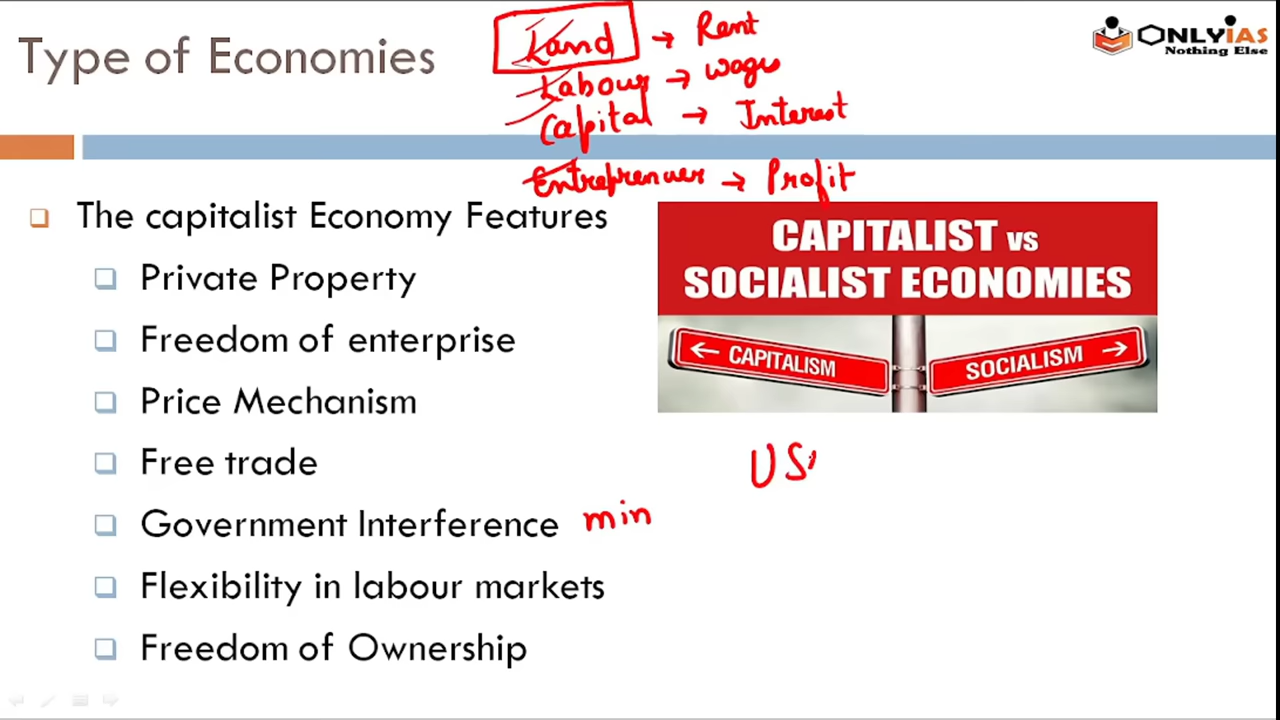 Type of Economies
Land → Rent
Labour → wages
Capital → Interest
Entreprenuer → Profit
ONLYIAS
Nothing Else
The capitalist Economy Features
Private Property
Freedom of enterprise
Price Mechanism
Free trade
Government Interference min
Flexibility in labour markets
Freedom of Ownership
CAPITALIST vs
SOCIALIST ECONOMIES
← CAPITALISM
SOCIALISM →
US